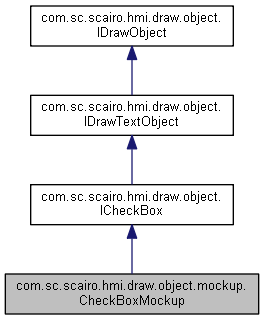 com.sc.scairo.hmi.draw.object.
IDrawObject
com.sc.scairo.hmi.draw.object.
IDrawTextObject
com.sc.scairo.hmi.draw.object.
ICheckBox
com.sc.scairo.hmi.draw.object.mockup.
CheckBoxMockup